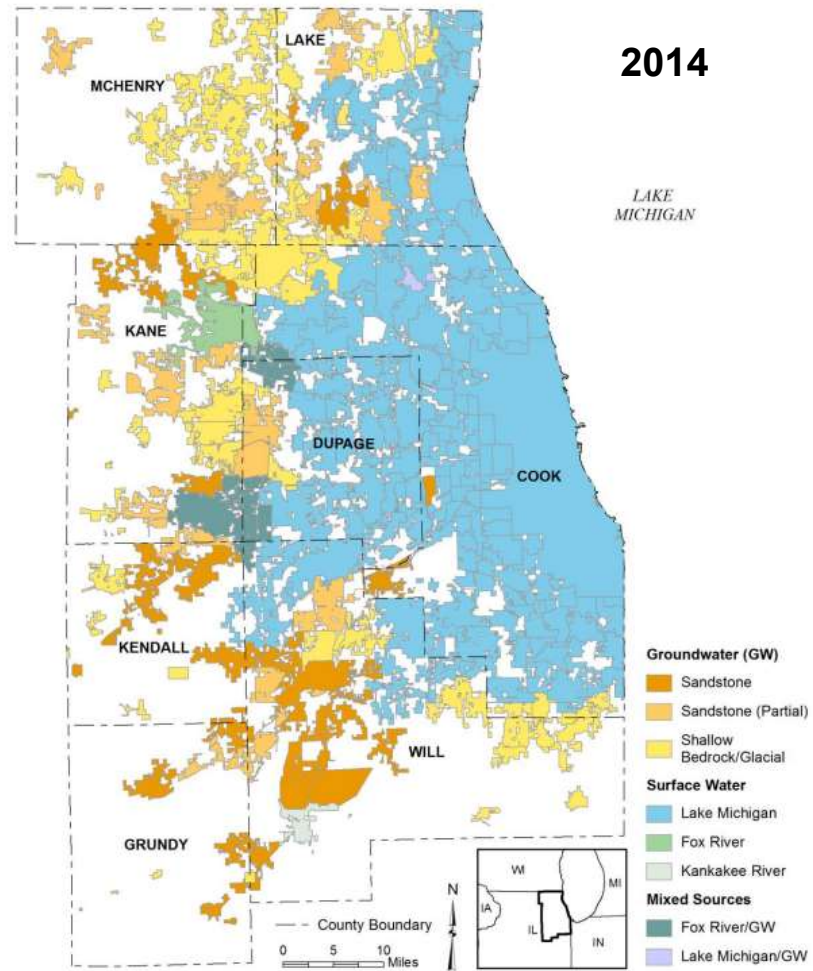 2014
LAKE
MCHENRY
LAKE
MICHIGAN
KANE
DUPAGE
COOK
KENDALL
WILL
GRUNDY
Groundwater (GW)
Sandstone
Sandstone (Partial)
Shallow
Bedrock/Glacial
Surface Water
Lake Michigan
Fox River
Kankakee River
Mixed Sources
Fox River/GW
Lake Michigan/GW
County Boundary
0 5 10
Miles
N
WI
MI
IA
IL
IN